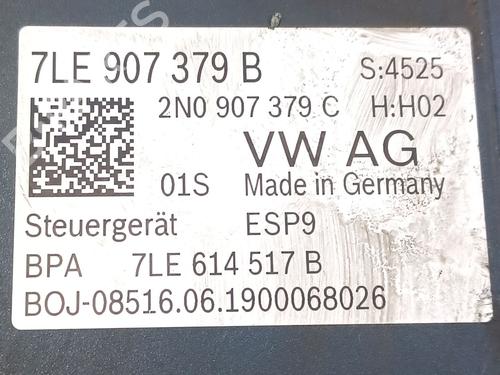 7LE 907 379 B S:4525
2N0 907 379 C H:H02
VW AG
01S Made in Germany
Steuergerät ESP9
BPA 7LE 614 517 B
BOJ-08516.06.1900068026